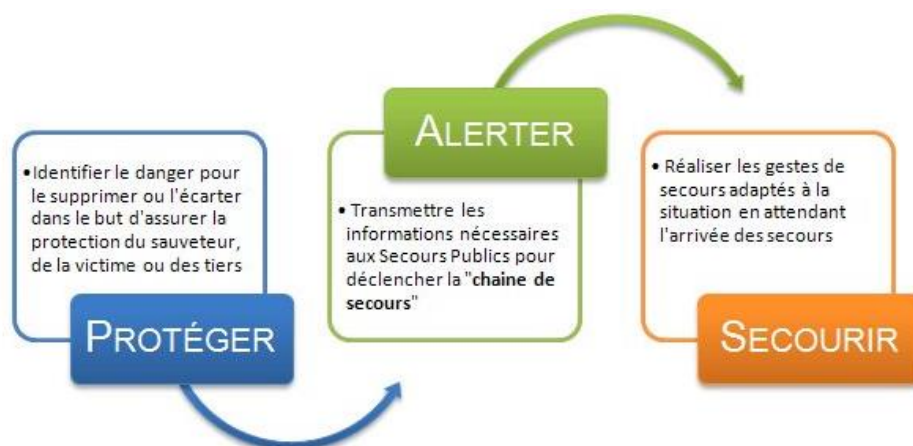 •Identifier le danger pour
le supprimer ou l'écarter
dans le but d'assurer la
protection du sauveteur,
de la victime ou des tiers
PROTÉGER
ALERTER
• Transmettre les
informations nécessaires
aux Secours Publics pour
déclencher la "chaine de
secours"
• Réaliser les gestes de
secours adaptés à la
situation en attendant
l'arrivée des secours
SECOURIR